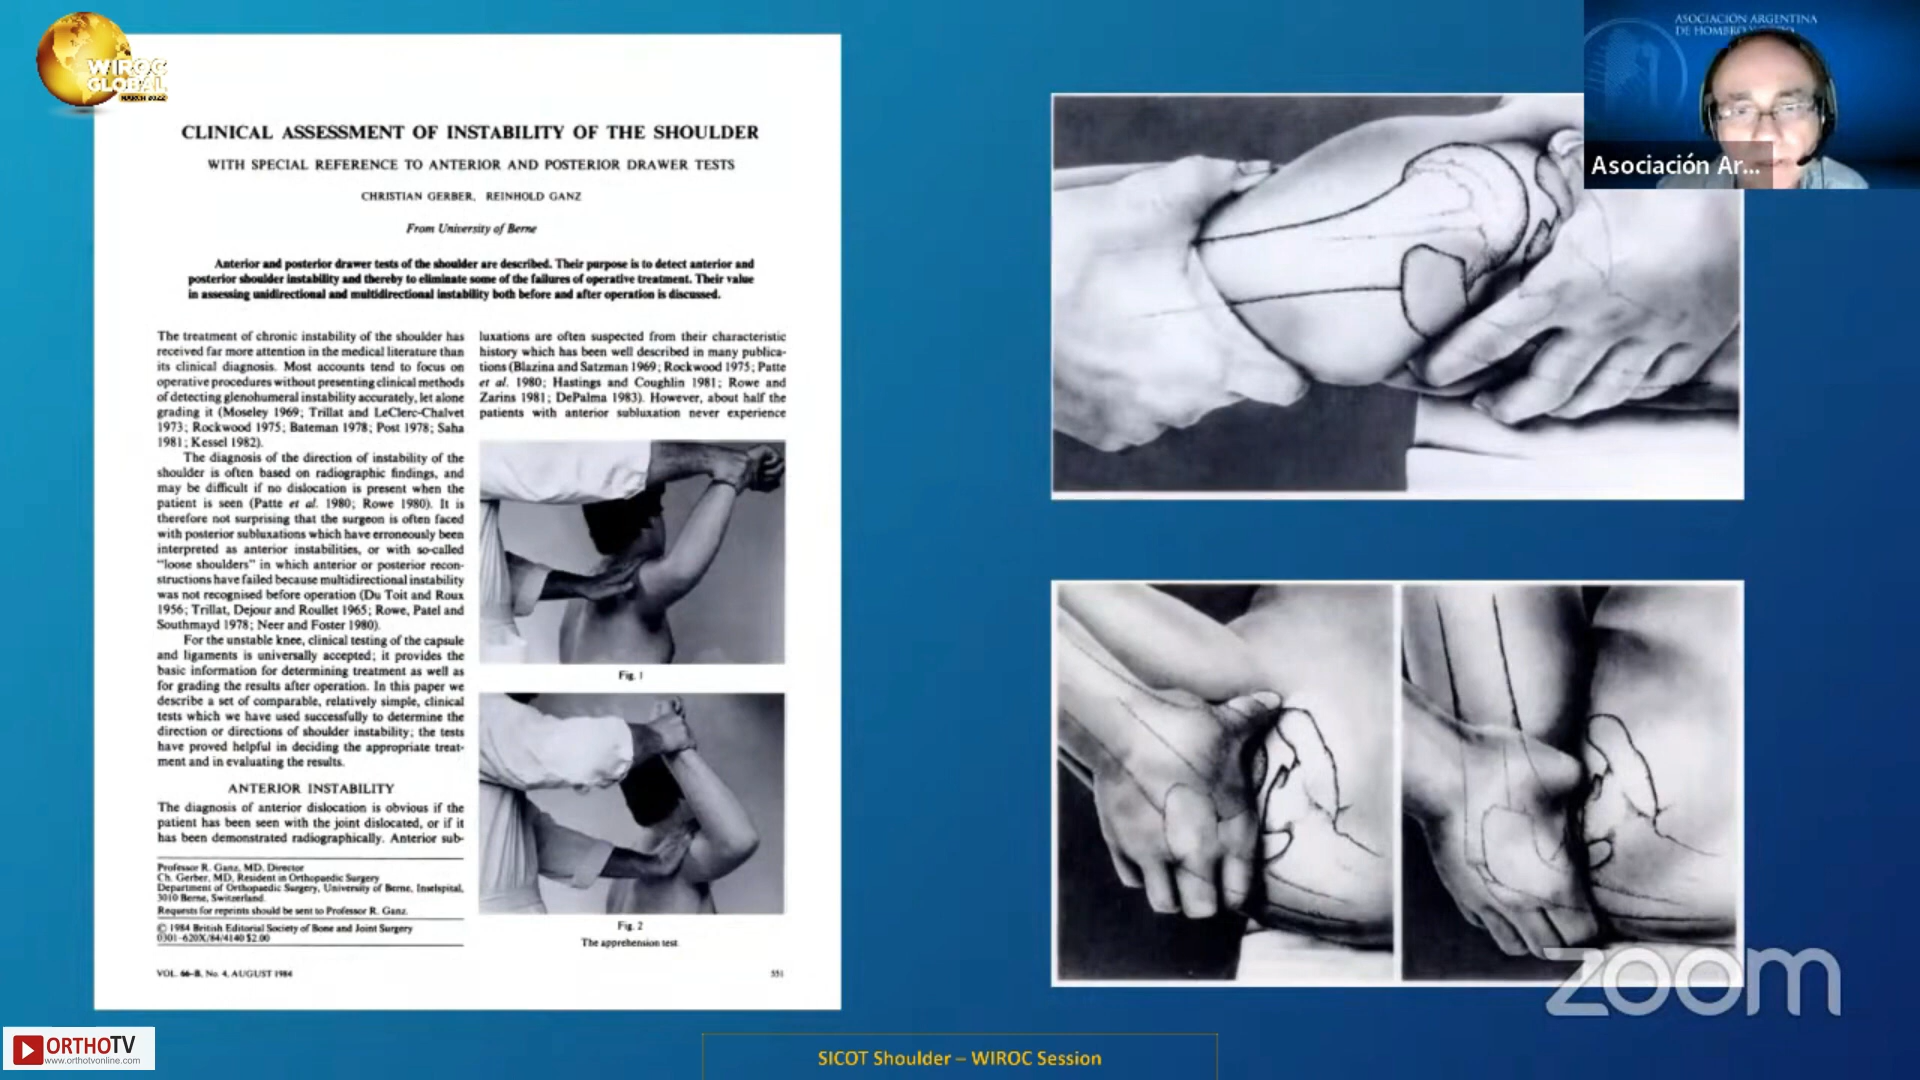 WIROC
GLOBAL
MARCH 2022
CLINICAL ASSESSMENT OF INSTABILITY OF THE SHOULDER
WITH SPECIAL REFERENCE TO ANTERIOR AND POSTERIOR DRAWER TESTS
CHRISTIAN GERBER, REINHOLD GANZ
From University of Berne
Anterior and posterior drawer tests of the shoulder are described. Their purpose is to detect anterior and
posterior shoulder instability and thereby to eliminate some of the failures of operative treatment. Their value
in assessing unidirectional and multidirectional instability both before and after operation is discussed.
The treatment of chronic instability of the shoulder has
received far more attention in the medical literature than
its clinical diagnosis. Most accounts tend to focus on
operative procedures without presenting clinical methods
of detecting glenohumeral instability accurately, let alone
grading it (Moseley 1969; Trillat and LeClerc-Chalvet
1973; Rockwood 1975; Bateman 1978; Post 1978; Saha
1981; Kessel 1982).
The diagnosis of the direction of instability of the
shoulder is often based on radiographic findings, and
may be difficult if no dislocation is present when the
patient is seen (Patte et al. 1980; Rowe 1980). It is
therefore not surprising that the surgeon is often faced
with posterior subluxations which have erroneously been
interpreted as anterior instabilities, or with so-called
"loose shoulders" in which anterior or posterior recon-
structions have failed because multidirectional instability
was not recognised before operation (Du Toit and Roux
1956; Trillat, Dejour and Roullet 1965; Rowe, Patel and
Southmayd 1978; Neer and Foster 1980).
For the unstable knee, clinical testing of the capsule
and ligaments is universally accepted; it provides the
basic information for determining treatment as well as
for grading the results after operation. In this paper we
describe a set of comparable, relatively simple, clinical
tests which we have used successfully to determine the
direction or directions of shoulder instability; the tests
have proved helpful in deciding the appropriate treat-
ment and in evaluating the results.
ANTERIOR INSTABILITY
The diagnosis of anterior dislocation is obvious if the
patient has been seen with the joint dislocated, or if it
has been demonstrated radiographically. Anterior sub-
Professor R. Ganz, MD, Director
Ch. Gerber, MD, Resident in Orthopaedic Surgery
Department of Orthopaedic Surgery, University of Berne, Inselspital,
3010 Berne, Switzerland.
Requests for reprints should be sent to Professor R. Ganz.
© 1984 British Editorial Society of Bone and Joint Surgery
0301-620X/84/4140 $2.00
VOL. 66-B, No. 4, AUGUST 1984
luxations are often suspected from their characteristic
history which has been well described in many publica-
tions (Blazina and Satzman 1969; Rockwood 1975; Patte
et al. 1980; Hastings and Coughlin 1981; Rowe and
Zarins 1981; DePalma 1983). However, about half the
patients with anterior subluxation never experience
Fig. 1
Fig. 2
The apprehension test.
551
ASOCIACIÓN ARGENTINA
DE HOMBRO Y CODO
Asociación Ar...
zoom
ORTHOTV
www.orthotvonline.com
SICOT Shoulder – WIROC Session